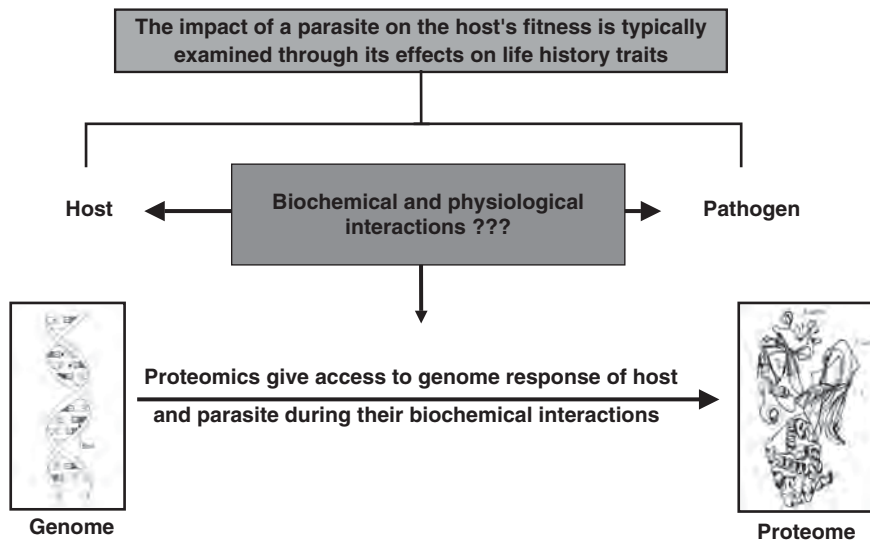 The impact of a parasite on the host's fitness is typically
examined through its effects on life history traits
Host
Biochemical and physiological
interactions ???
Pathogen
Proteomics give access to genome response of host
and parasite during their biochemical interactions
Genome
Proteome